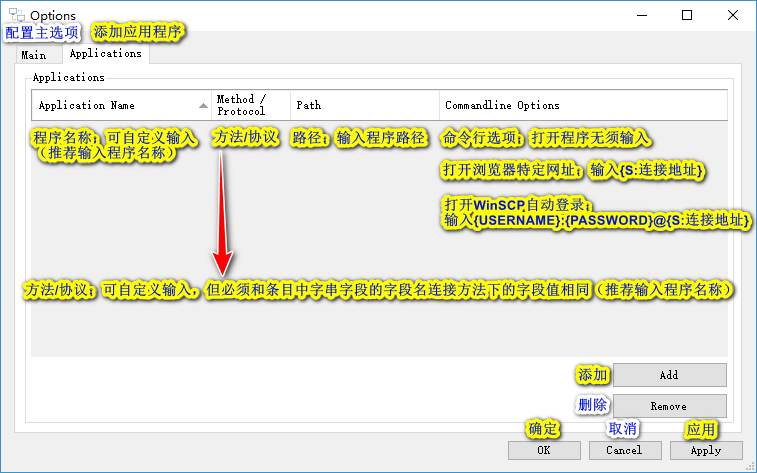 Options
配置主选项 添加应用程序
Main Applications
Applications
Application Name Method / Protocol Path Commandline Options
程序名称：可自定义输入
（推荐输入程序名称）
方法/协议
路径：输入程序路径
命令行选项：打开程序无须输入
打开浏览器特定网址：输入{S:连接地址}
打开WinSCP自动登录：
输入{USERNAME}:{PASSWORD}@{S:连接地址}
方法/协议：可自定义输入，但必须和条目中字串字段的字段名连接方法下的字段值相同（推荐输入程序名称）
添加 Add
删除 Remove
确定 取消 应用
OK Cancel Apply